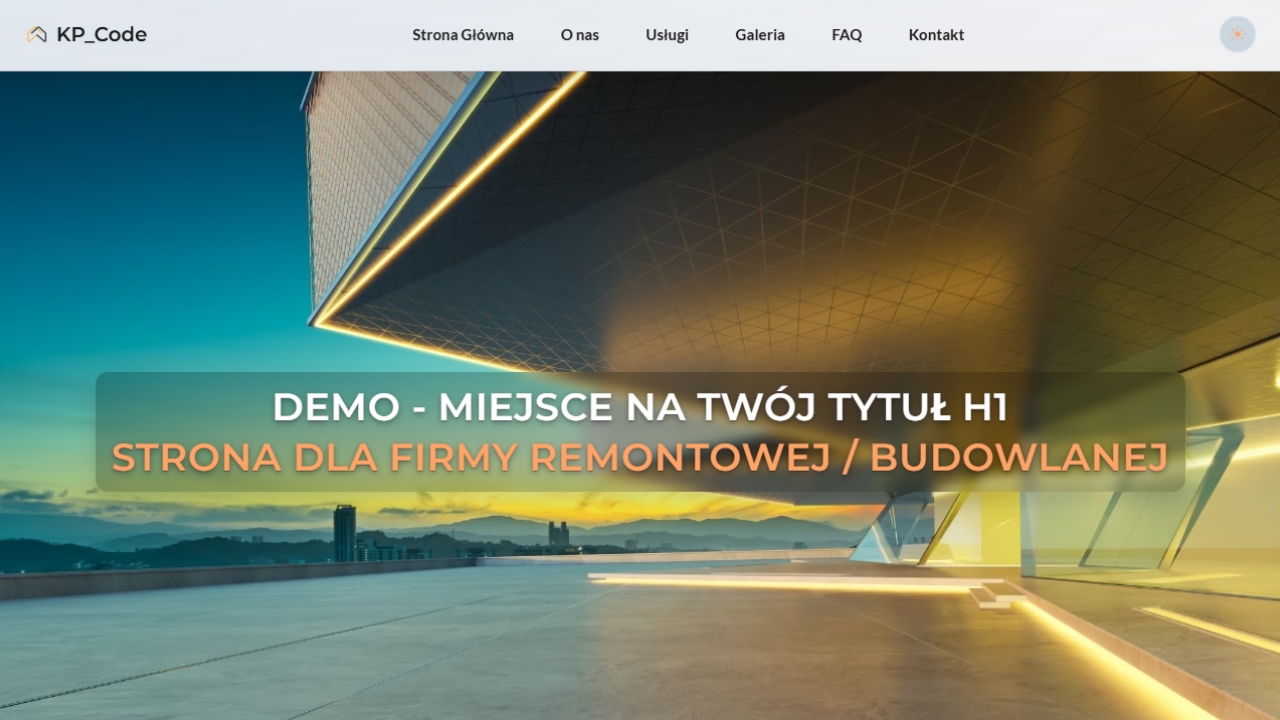 KP_Code
Strona Główna
O nas
Usługi
Galeria
FAQ
Kontakt
DEMO - MIEJSCE NA TWÓJ TYTUŁ H1
STRONA DLA FIRMY REMONTOWEJ / BUDOWLANEJ